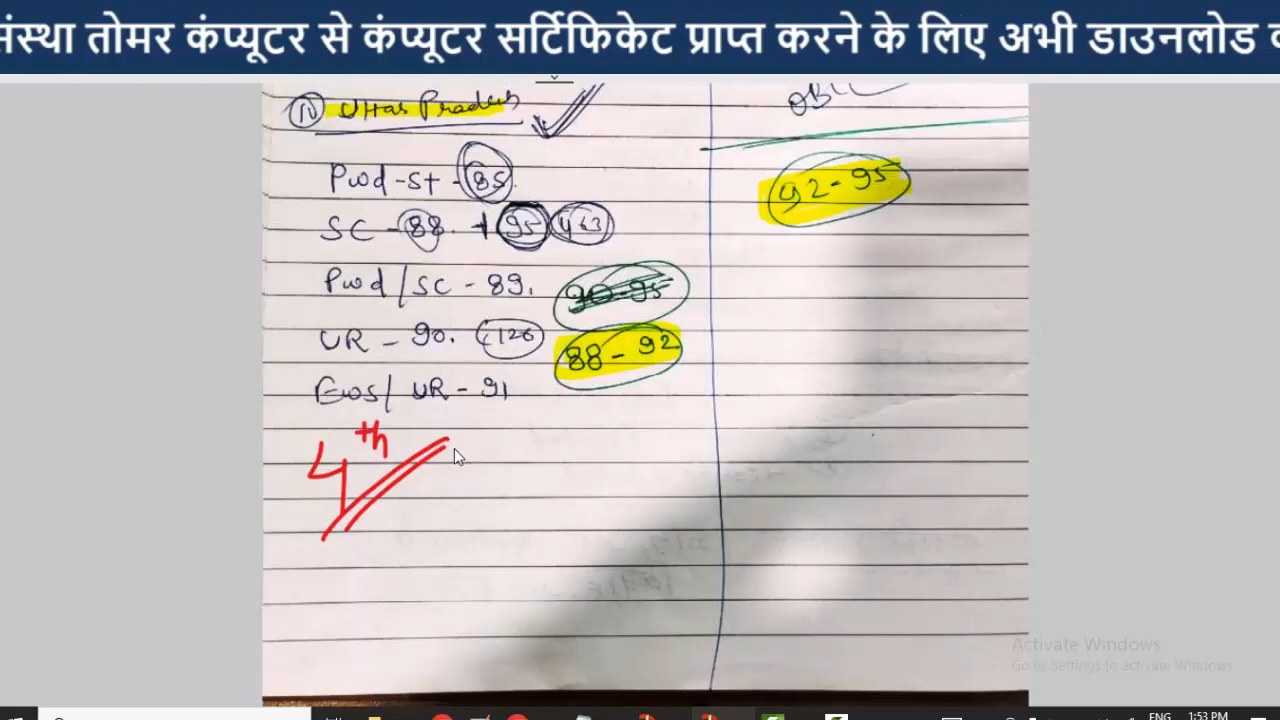 संस्था तोमर कंप्यूटर से कंप्यूटर सर्टिफिकेट प्राप्त करने के लिए अभी डाउनलोड
IV Uttar Pradesh
Pwd-ST - 85.
SC - 88. + 95 463
Pwd/SC - 89. 90-95
UR - 90. 126 88-92
Ews/ UR - 91
4th
92-95
Activate Windows
Go to Settings to activate Windows
ENG 1:53 PM